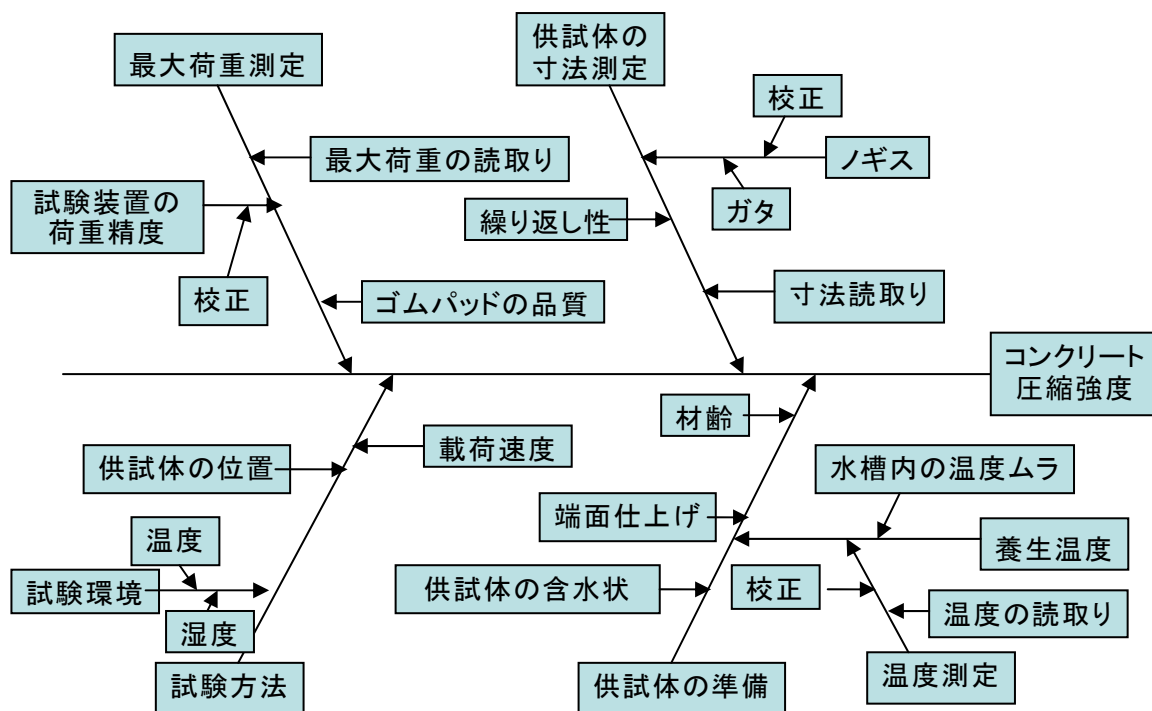 最大荷重測定
供試体の
寸法測定
校正
最大荷重の読取り
ノギス
試験装置の
荷重精度
ガタ
繰り返し性
校正
ゴムパッドの品質
寸法読取り
コンクリート
圧縮強度
材齢
載荷速度
供試体の位置
水槽内の温度ムラ
端面仕上げ
温度
養生温度
試験環境
供試体の含水状
校正
温度の読取り
湿度
試験方法
供試体の準備
温度測定